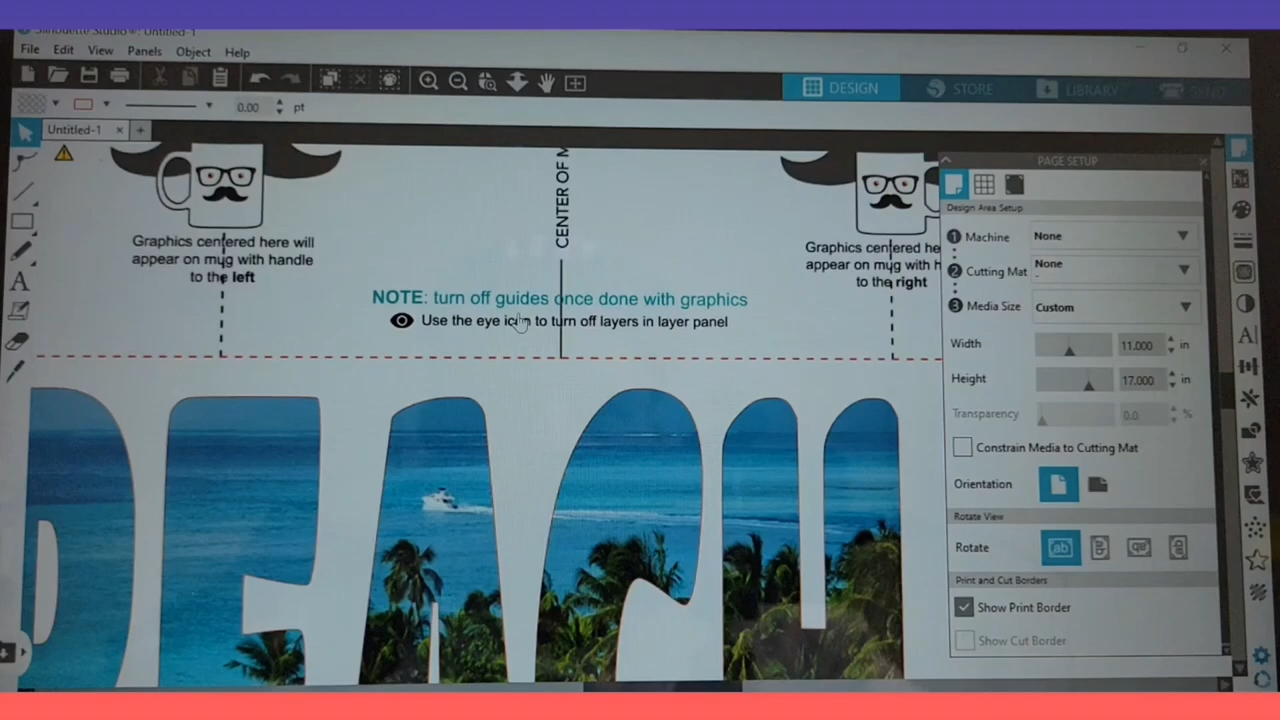 Silhouette Studio®: Untitled-1
File Edit View Panels Object Help
DESIGN STORE LIBRARY SEND
0.00 pt
Untitled-1
CENTER OF M
Graphics centered here will
appear on mug with handle
to the left
Graphics centered he
appear on mug with h
to the right
NOTE: turn off guides once done with graphics
Use the eye icon to turn off layers in layer panel
BEACH
PAGE SETUP
Design Area Setup
1 Machine None
2 Cutting Mat None
-
3 Media Size Custom
Width 11.000 in
Height 17.000 in
Transparency 0.0 %
Constrain Media to Cutting Mat
Orientation
Rotate View
Rotate ab ab ab ab
Print and Cut Borders
Show Print Border
Show Cut Border